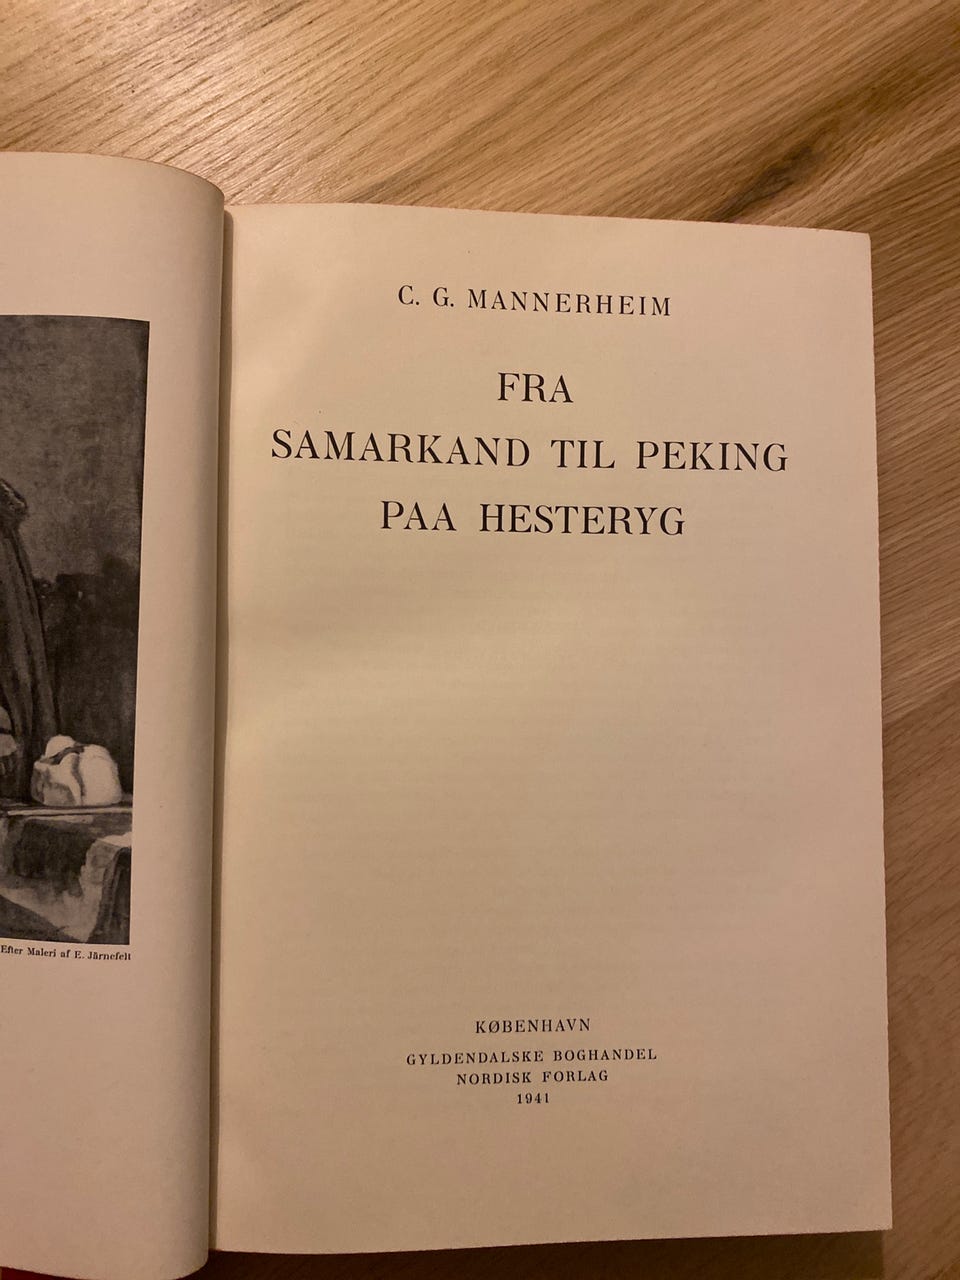 Efter Maleri af E. Järnefelt
C. G. MANNERHEIM
FRA
SAMARKAND TIL PEKING
PAA HESTERYG
KØBENHAVN
GYLDENDALSKE BOGHANDEL
NORDISK FORLAG
1941